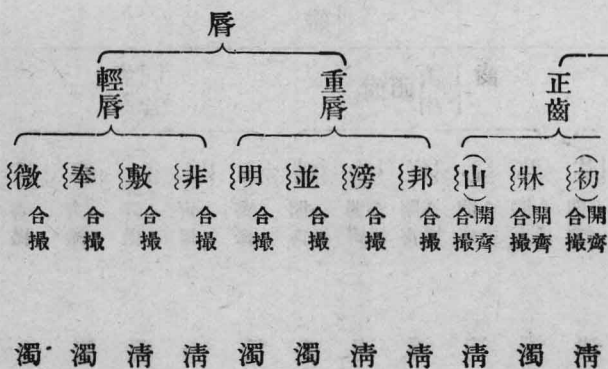 脣
正齒
重脣
輕脣
(初) 開齊合撮 清
牀 開齊合撮 濁
(山) 開齊合撮 清
邦 合撮 清
滂 合撮 清
並 合撮 濁
明 合撮 濁
非 合撮 清
敷 合撮 清
奉 合撮 濁
微 合撮 濁